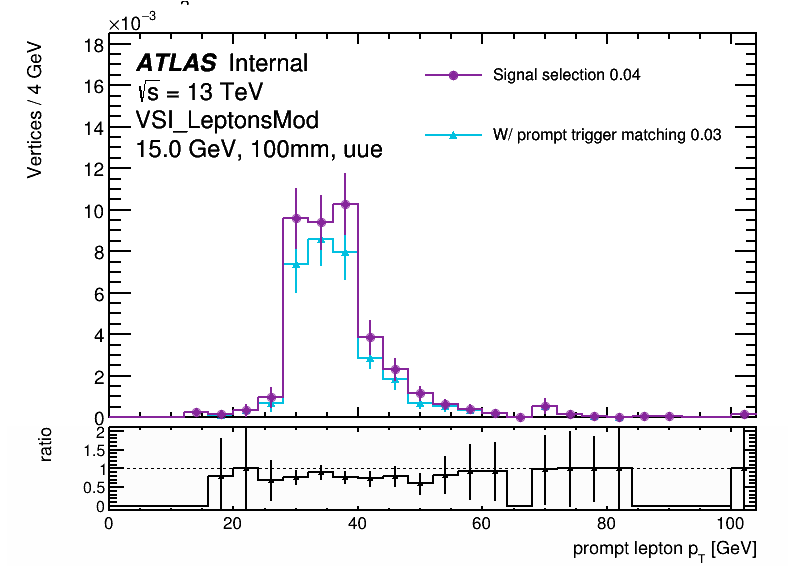 ×10⁻³
Vertices / 4 GeV
18
16
14
12
10
8
6
4
2
0
ATLAS Internal
√s = 13 TeV
VSI_LeptonsMod
15.0 GeV, 100mm, uue
Signal selection 0.04
W/ prompt trigger matching 0.03
ratio
2
1.5
1
0.5
0
0 20 40 60 80 100
prompt lepton p_T [GeV]